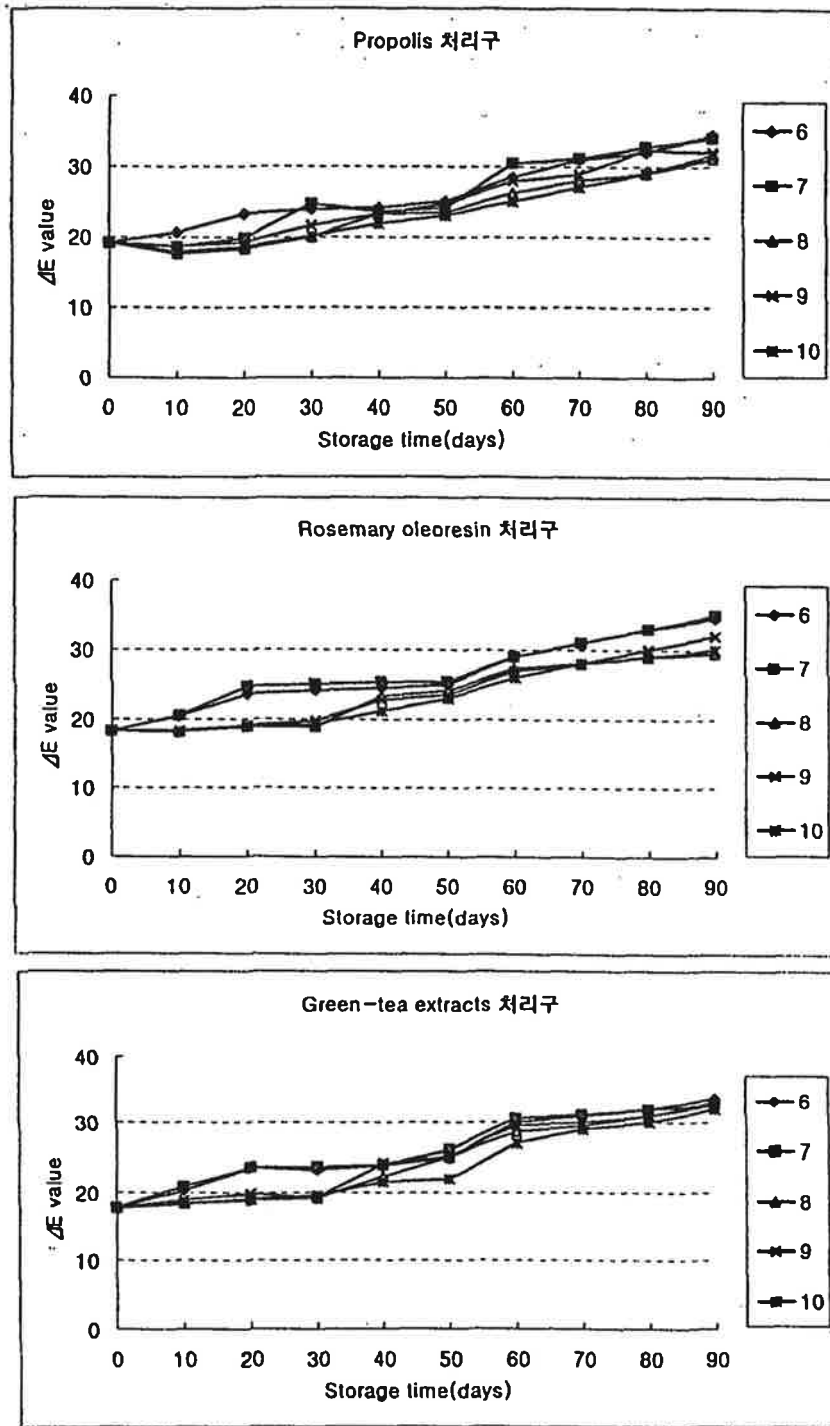 Propolis 처리구
40
30
20
10
0
ΔE value
0 10 20 30 40 50 60 70 80 90
Storage time(days)
6
7
8
9
10
Rosemary oleoresin 처리구
40
30
20
10
0
ΔE value
0 10 20 30 40 50 60 70 80 90
Storage time(days)
6
7
8
9
10
Green-tea extracts 처리구
40
30
20
10
0
ΔE value
0 10 20 30 40 50 60 70 80 90
Storage time(days)
6
7
8
9
10